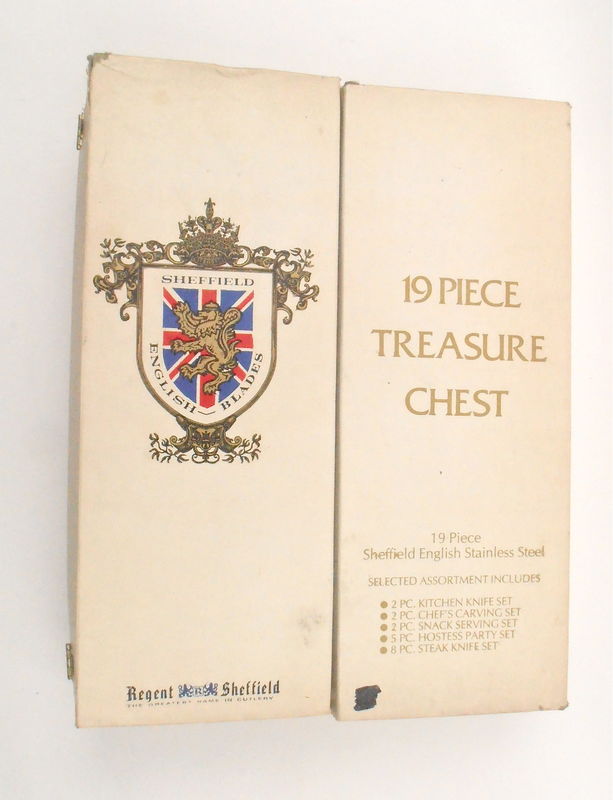 SHEFFIELD
ENGLISH — BLADES
Regent Sheffield
THE GREATEST NAME IN CUTLERY
19 PIECE
TREASURE
CHEST
19 Piece
Sheffield English Stainless Steel
SELECTED ASSORTMENT INCLUDES
● 2 PC. KITCHEN KNIFE SET
● 2 PC. CHEF'S CARVING SET
● 2 PC. SNACK SERVING SET
● 5 PC. HOSTESS PARTY SET
● 8 PC. STEAK KNIFE SET